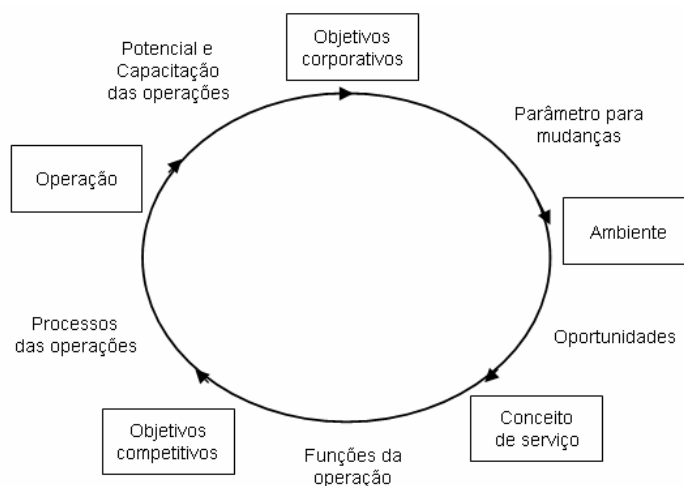 Objetivos
corporativos
Potencial e
Capacitação
das operações
Parâmetro para
mudanças
Operação
Ambiente
Processos
das operações
Oportunidades
Objetivos
competitivos
Conceito
de serviço
Funções da
operação